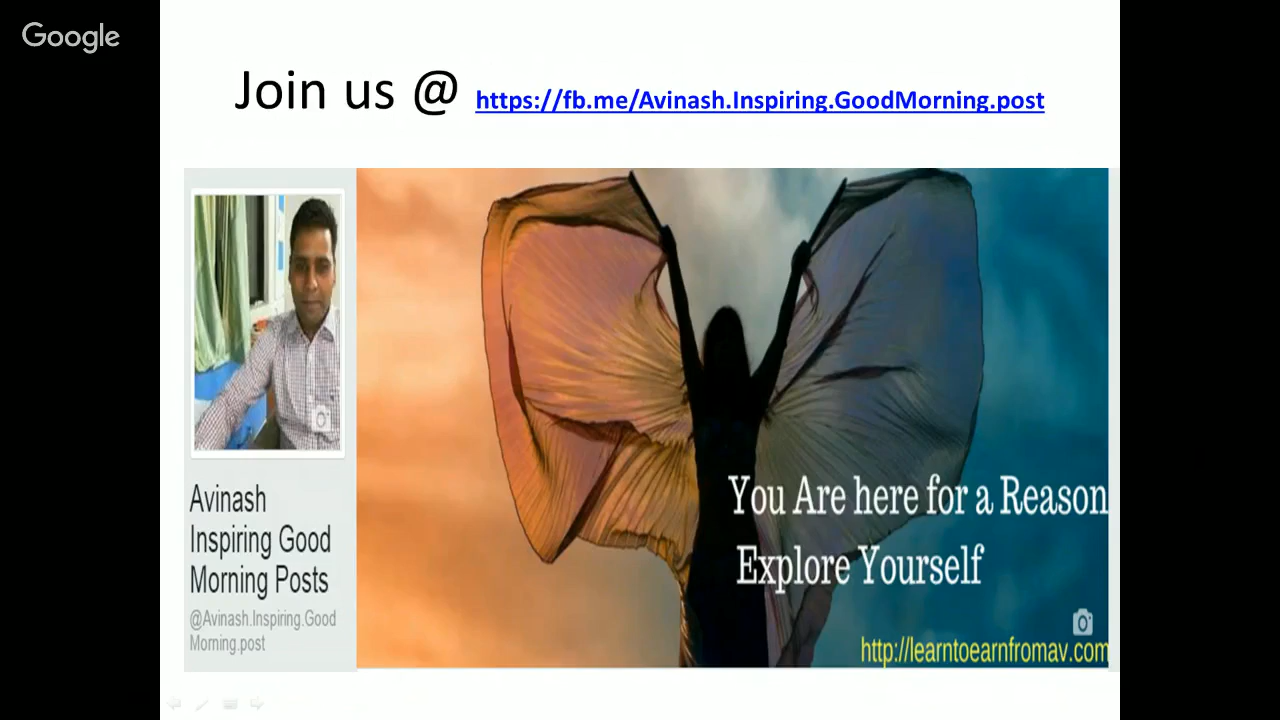 Google
Join us @ https://fb.me/Avinash.Inspiring.GoodMorning.post
Avinash
Inspiring Good
Morning Posts
@Avinash.Inspiring.Good
Morning.post
You Are here for a Reason
Explore Yourself
http://learntoearnfromav.com